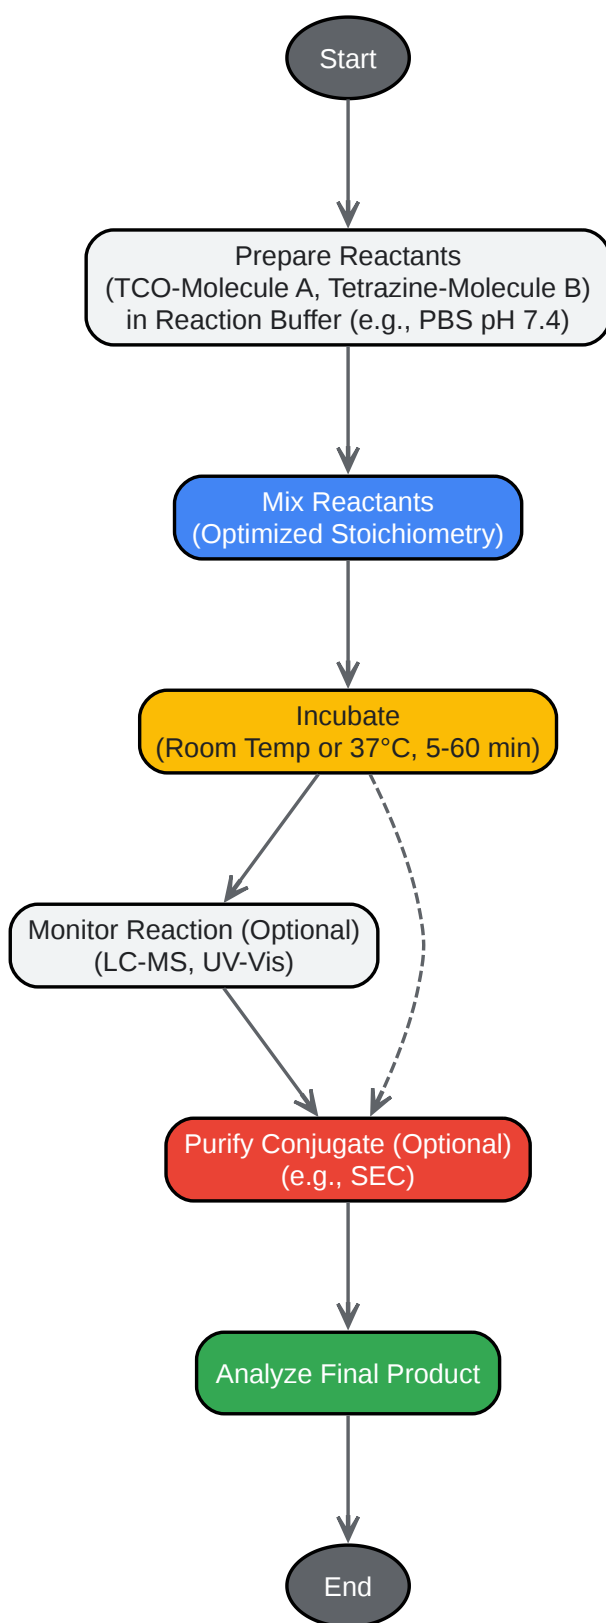 Start
Prepare Reactants
(TCO-Molecule A, Tetrazine-Molecule B)
in Reaction Buffer (e.g., PBS pH 7.4)
Mix Reactants
(Optimized Stoichiometry)
Incubate
(Room Temp or 37°C, 5-60 min)
Monitor Reaction (Optional)
(LC-MS, UV-Vis)
Purify Conjugate (Optional)
(e.g., SEC)
Analyze Final Product
End